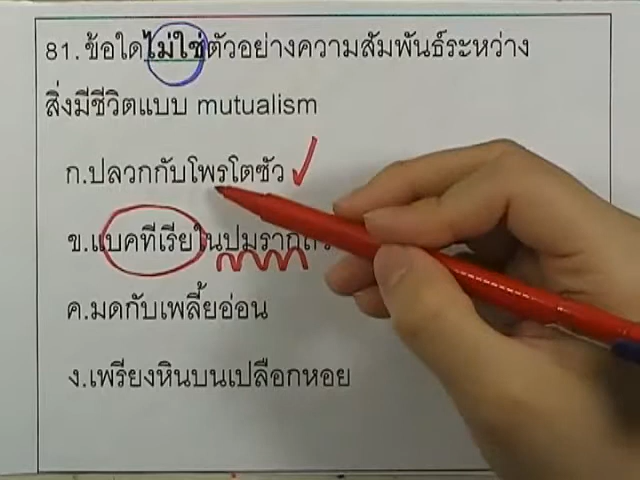 81.ข้อใดไม่ใช่ตัวอย่างความสัมพันธ์ระหว่าง
สิ่งมีชีวิตแบบ mutualism
ก.ปลวกกับโพรโตซัว
ข.แบคทีเรียในปมราก
ค.มดกับเพลี้ยอ่อน
ง.เพรียงหินบนเปลือกหอย